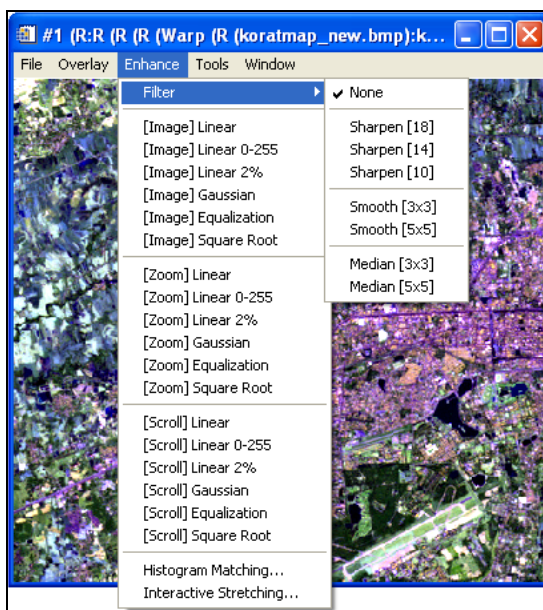 #1 (R:R (R (R (Warp (R (koratmap_new.bmp):k...
File Overlay Enhance Tools Window
Filter
None
Sharpen [18]
Sharpen [14]
Sharpen [10]
Smooth [3x3]
Smooth [5x5]
Median [3x3]
Median [5x5]
[Image] Linear
[Image] Linear 0-255
[Image] Linear 2%
[Image] Gaussian
[Image] Equalization
[Image] Square Root
[Zoom] Linear
[Zoom] Linear 0-255
[Zoom] Linear 2%
[Zoom] Gaussian
[Zoom] Equalization
[Zoom] Square Root
[Scroll] Linear
[Scroll] Linear 0-255
[Scroll] Linear 2%
[Scroll] Gaussian
[Scroll] Equalization
[Scroll] Square Root
Histogram Matching...
Interactive Stretching...